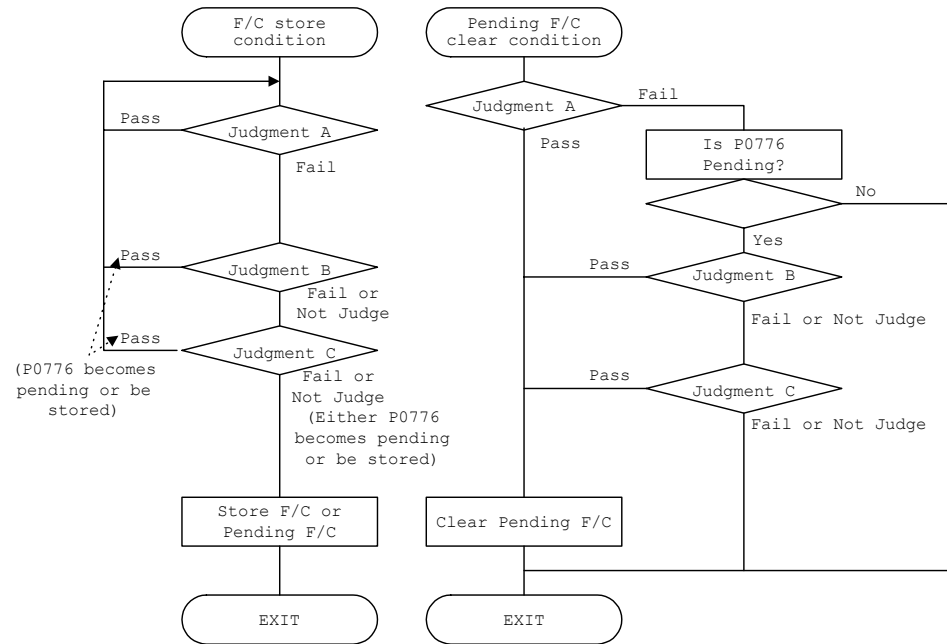 F/C store
condition
Pass
Judgment A
Fail
Pass
Judgment B
Fail or
Not Judge
Pass
Judgment C
(P0776 becomes
pending or be
stored)
Fail or
Not Judge
(Either P0776
becomes pending
or be stored)
Store F/C or
Pending F/C
EXIT
Pending F/C
clear condition
Judgment A
Fail
Pass
Is P0776
Pending?
No
Yes
Pass
Judgment B
Fail or Not Judge
Pass
Judgment C
Fail or Not Judge
Clear Pending F/C
EXIT